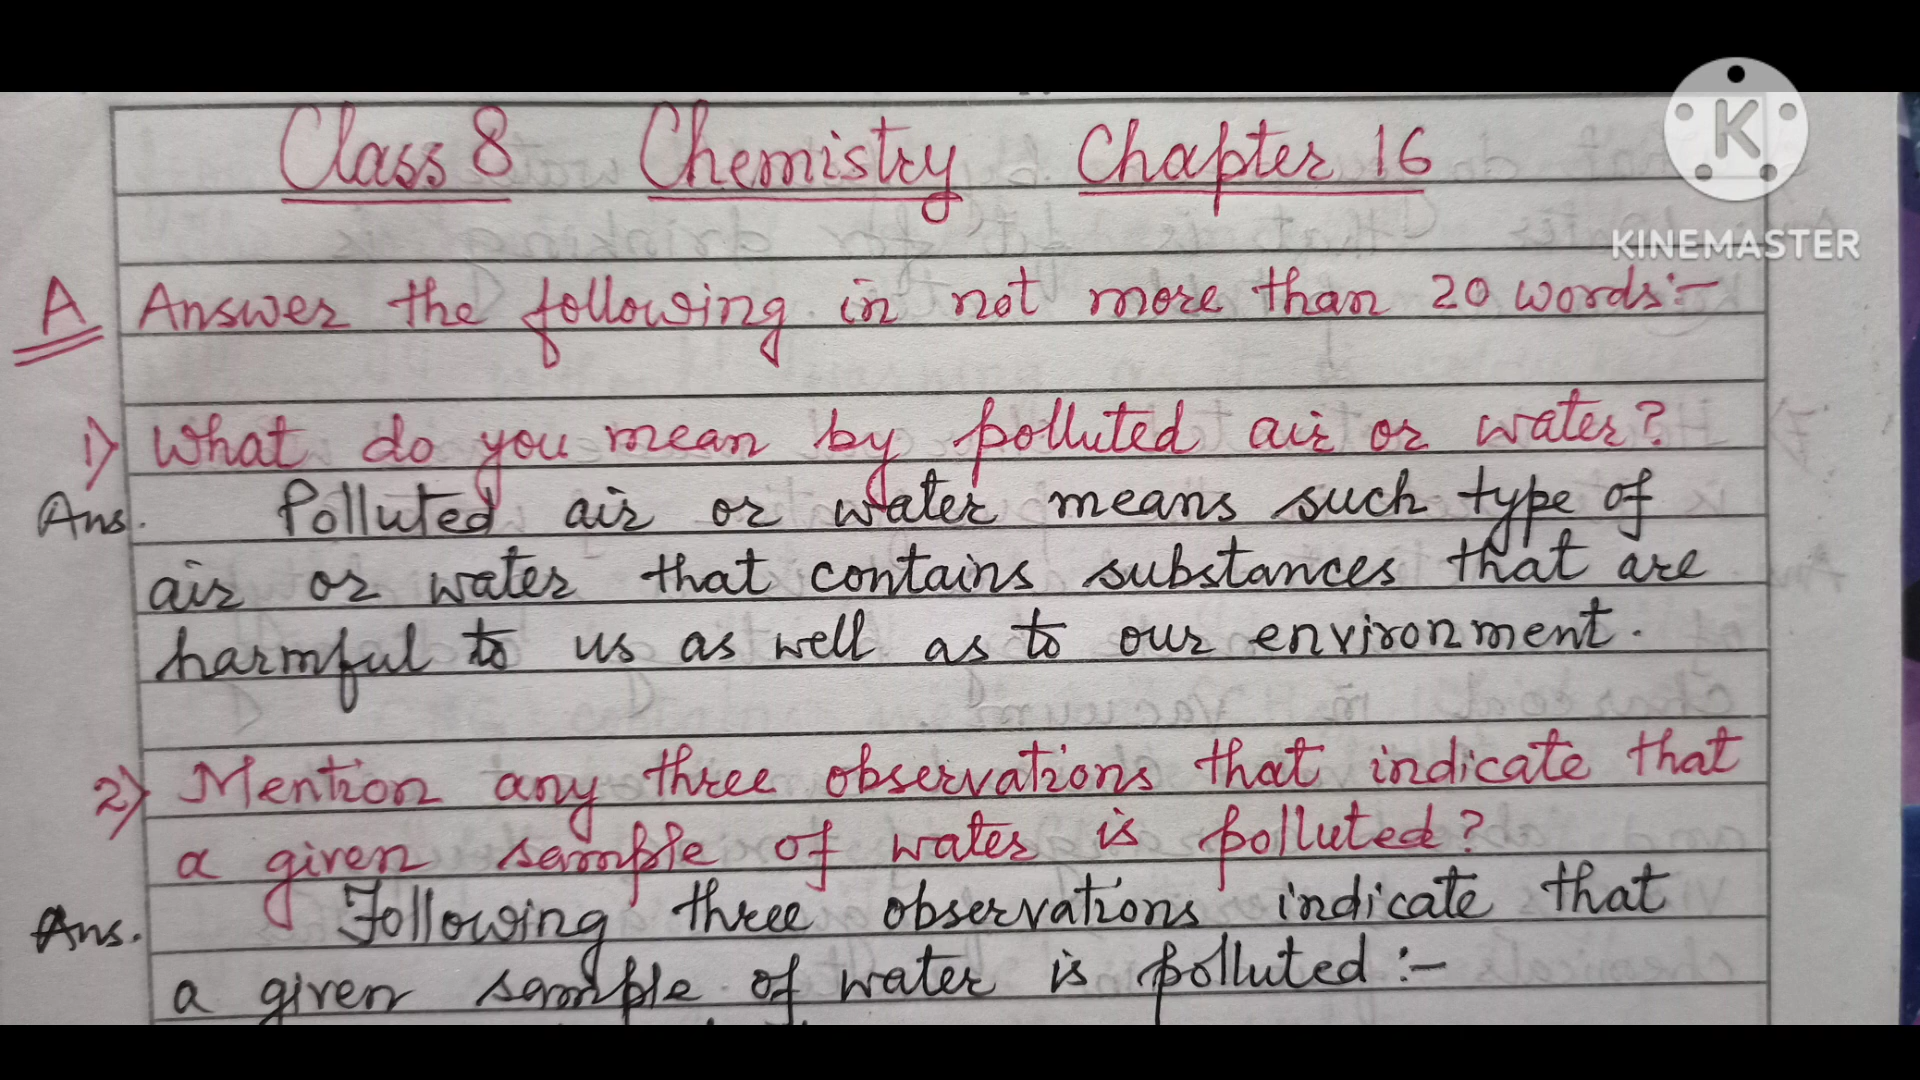 Class 8 Chemistry Chapter 16
K
KINEMASTER
A Answer the following in not more than 20 words:-
1) What do you mean by polluted air or water?
Ans. Polluted air or water means such type of
air or water that contains substances that are
harmful to us as well as to our environment.
2) Mention any three observations that indicate that
a given sample of water is polluted?
Ans. Following three observations indicate that
a given sample of water is polluted:-